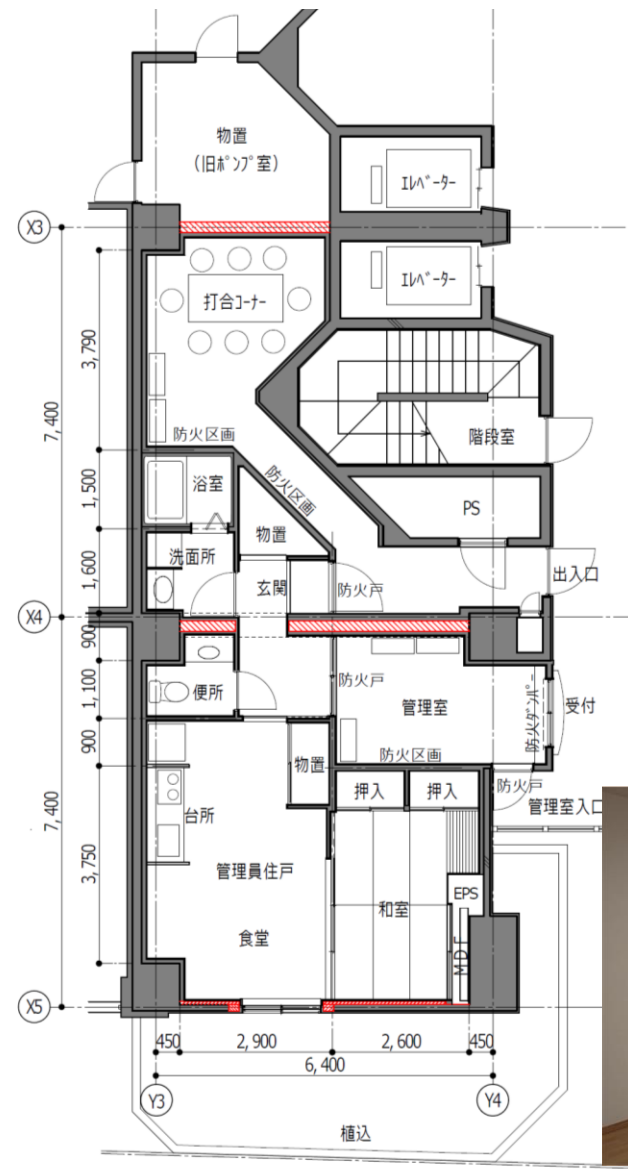 物置
(旧ﾎﾟﾝﾌﾟ室)
ｴﾚﾍﾞｰﾀｰ
X3
ｴﾚﾍﾞｰﾀｰ
打合ｺｰﾅｰ
3,790
7,400
防火区画
階段室
浴室
防火区画
1,500
PS
物置
洗面所
1,600
玄関
防火戸
出入口
X4
900
防火戸
1,100
便所
管理室
防火ﾀﾞﾝﾊﾟｰ
受付
900
防火区画
物置
防火戸
押入
押入
管理室入口
台所
7,400
3,750
管理員住戸
EPS
和室
食堂
MDF
X5
450
2,900
2,600
450
6,400
Y3
Y4
植込